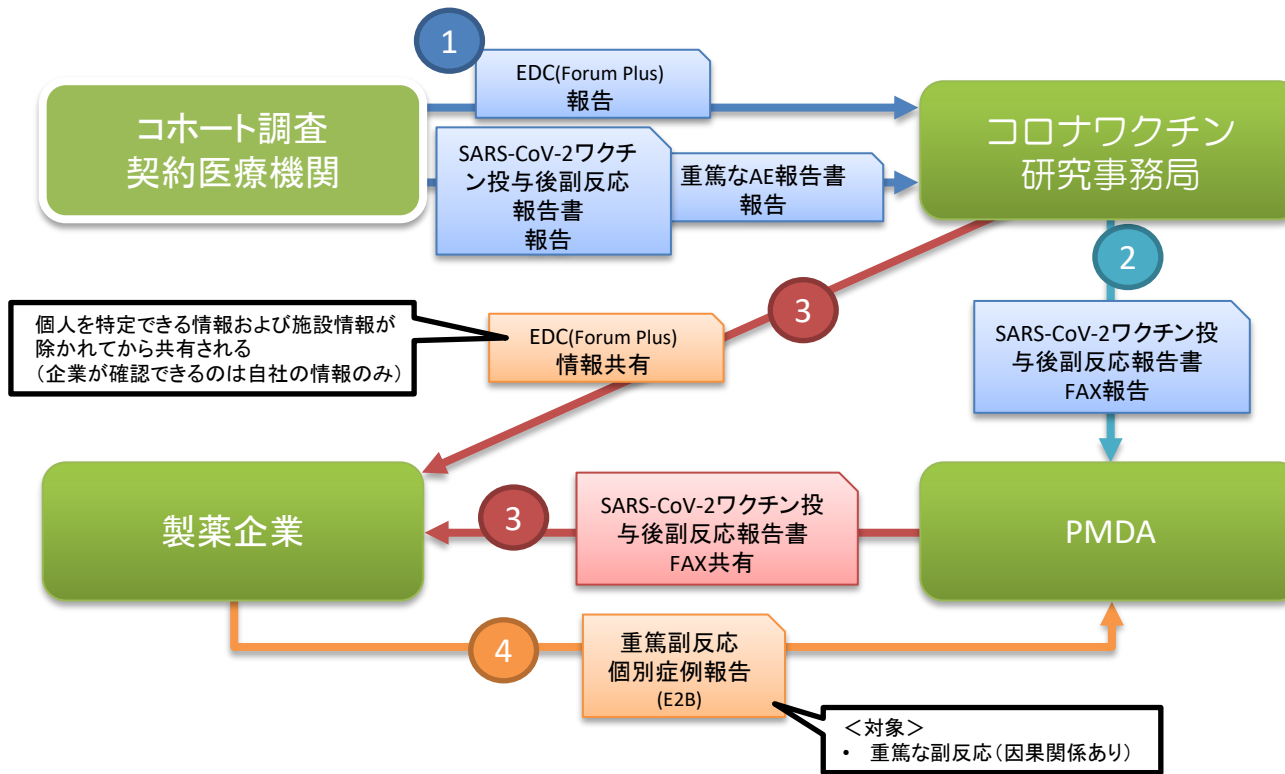 1
EDC(Forum Plus)
報告
コホート調査
契約医療機関
SARS-CoV-2ワクチ
ン投与後副反応
報告書
報告
重篤なAE報告書
報告
コロナワクチン
研究事務局
2
3
個人を特定できる情報および施設情報が
除かれてから共有される
（企業が確認できるのは自社の情報のみ）
EDC(Forum Plus)
情報共有
SARS-CoV-2ワクチン投
与後副反応報告書
FAX報告
製薬企業
3
SARS-CoV-2ワクチン投
与後副反応報告書
FAX共有
PMDA
4
重篤副反応
個別症例報告
(E2B)
＜対象＞
• 重篤な副反応（因果関係あり）